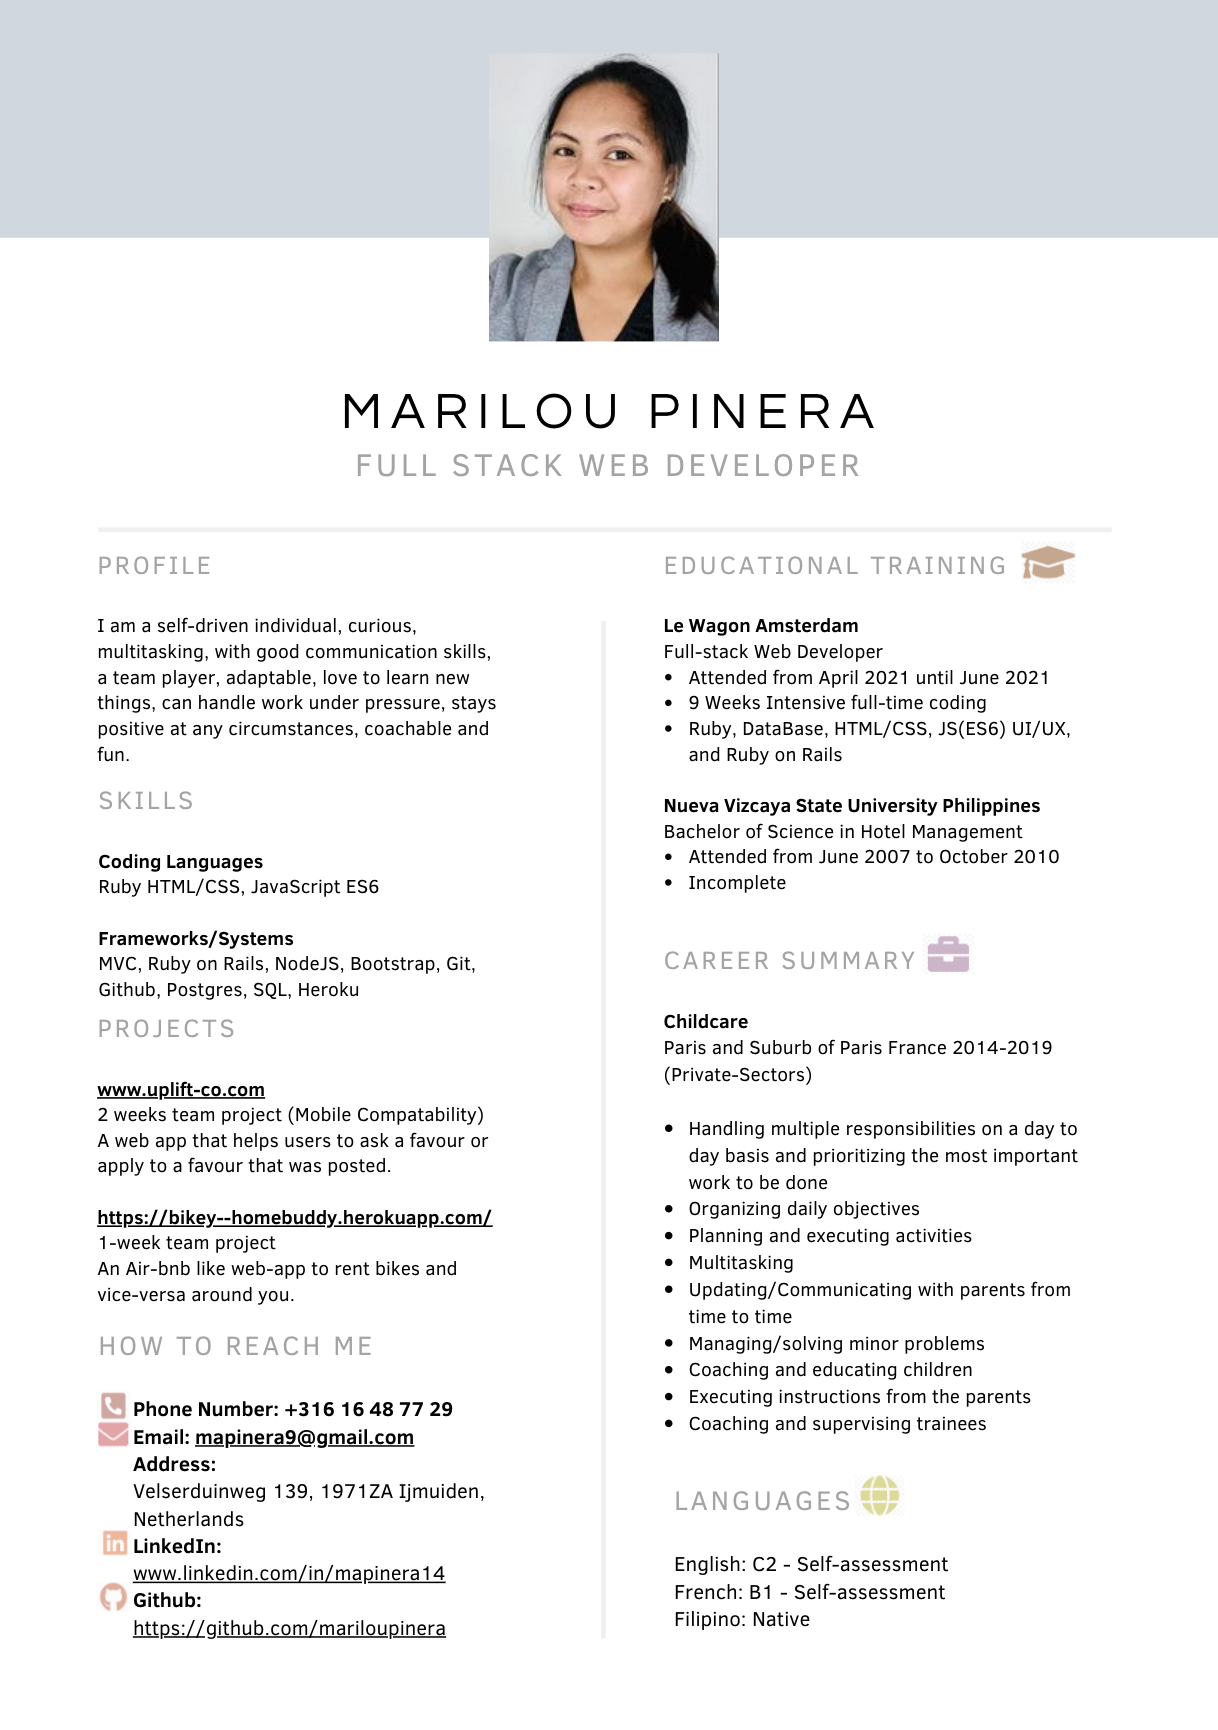 MARILOU PINERA
FULL STACK WEB DEVELOPER
PROFILE
I am a self-driven individual, curious,
multitasking, with good communication skills,
a team player, adaptable, love to learn new
things, can handle work under pressure, stays
positive at any circumstances, coachable and
fun.
SKILLS
Coding Languages
Ruby HTML/CSS, JavaScript ES6
Frameworks/Systems
MVC, Ruby on Rails, NodeJS, Bootstrap, Git,
Github, Postgres, SQL, Heroku
PROJECTS
www.uplift-co.com
2 weeks team project (Mobile Compatability)
A web app that helps users to ask a favour or
apply to a favour that was posted.
https://bikey--homebuddy.herokuapp.com/
1-week team project
An Air-bnb like web-app to rent bikes and
vice-versa around you.
HOW TO REACH ME
Phone Number: +316 16 48 77 29
Email: mapinera9@gmail.com
Address:
Velserduinweg 139, 1971ZA Ijmuiden,
Netherlands
LinkedIn:
www.linkedin.com/in/mapinera14
Github:
https://github.com/mariloupinera
EDUCATIONAL TRAINING
Le Wagon Amsterdam
Full-stack Web Developer
• Attended from April 2021 until June 2021
• 9 Weeks Intensive full-time coding
• Ruby, DataBase, HTML/CSS, JS(ES6) UI/UX,
and Ruby on Rails
Nueva Vizcaya State University Philippines
Bachelor of Science in Hotel Management
• Attended from June 2007 to October 2010
• Incomplete
CAREER SUMMARY
Childcare
Paris and Suburb of Paris France 2014-2019
(Private-Sectors)
• Handling multiple responsibilities on a day to
day basis and prioritizing the most important
work to be done
• Organizing daily objectives
• Planning and executing activities
• Multitasking
• Updating/Communicating with parents from
time to time
• Managing/solving minor problems
• Coaching and educating children
• Executing instructions from the parents
• Coaching and supervising trainees
LANGUAGES
English: C2 - Self-assessment
French: B1 - Self-assessment
Filipino: Native